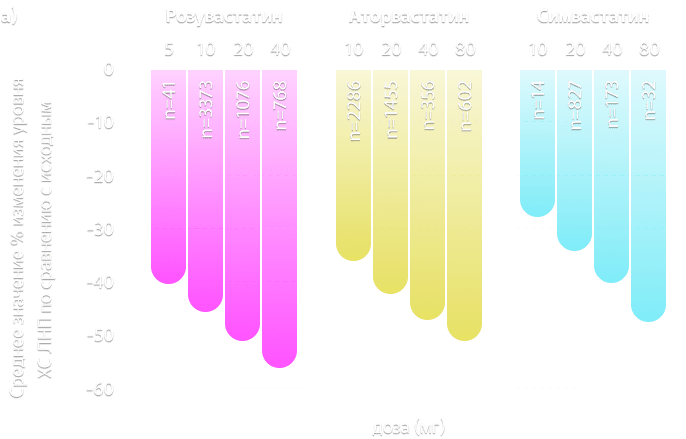 а)
Розувастатин Аторвастатин Симвастатин
5 10 20 40 10 20 40 80 10 20 40 80
0
-10
-20
-30
-40
-50
-60
n=41
n=3373
n=1076
n=768
n=2286
n=1455
n=356
n=602
n=14
n=827
n=173
n=32
Среднее значение % изменения уровня
ХС ЛНП по сравнению с исходным
доза (мг)